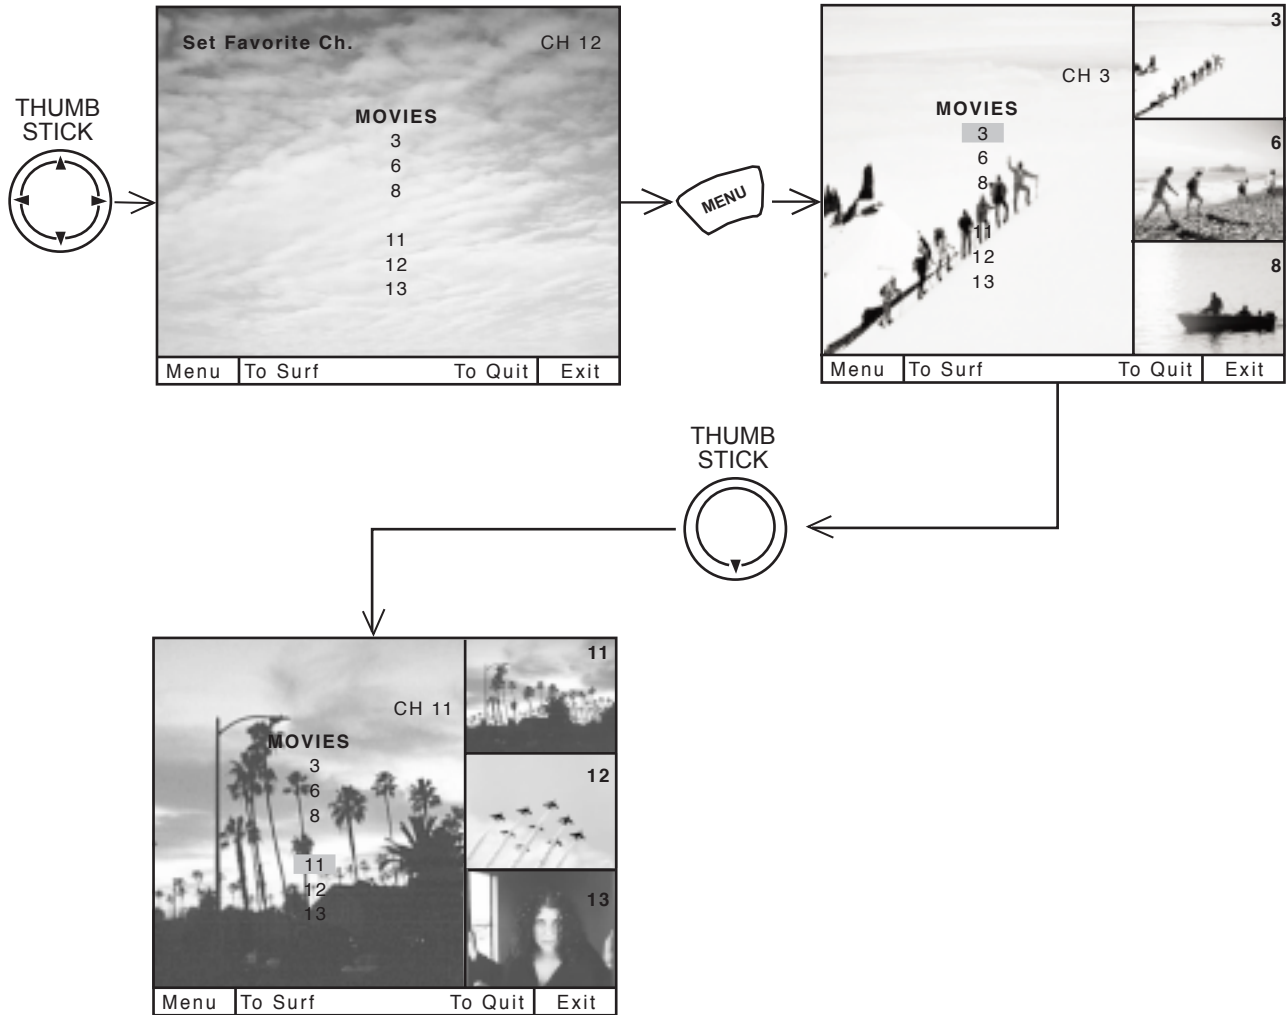 THUMB
STICK
Set Favorite Ch.
CH 12
MOVIES
3
6
8
11
12
13
Menu
To Surf
To Quit
Exit
MENU
CH 3
MOVIES
3
6
8
11
12
13
3
6
8
Menu
To Surf
To Quit
Exit
THUMB
STICK
CH 11
MOVIES
3
6
8
11
12
13
11
12
13
Menu
To Surf
To Quit
Exit